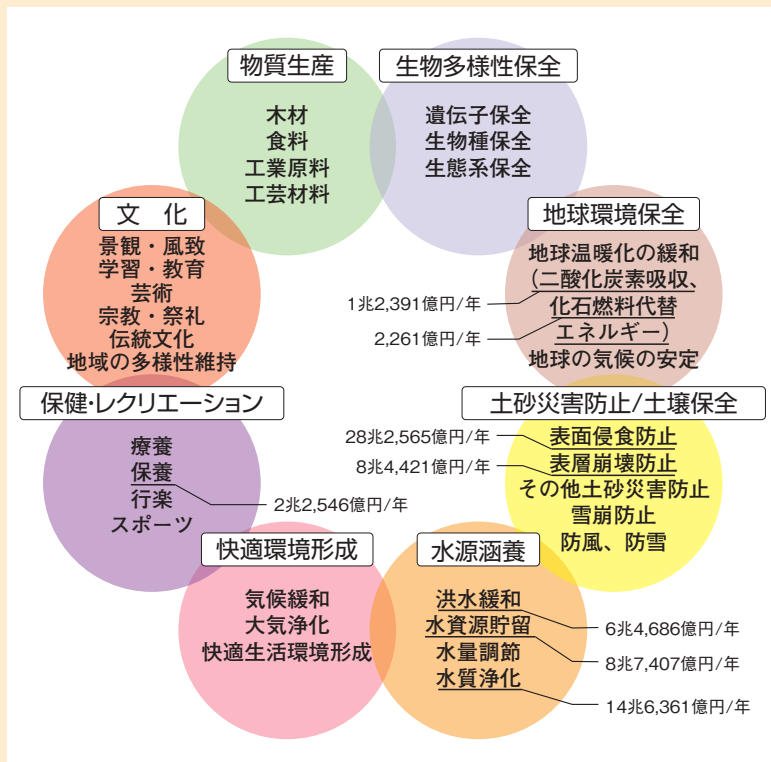 物質生産
木材
食料
工業原料
工芸材料
生物多様性保全
遺伝子保全
生物種保全
生態系保全
文　化
景観・風致
学習・教育
芸術
宗教・祭礼
伝統文化
地域の多様性維持
地球環境保全
地球温暖化の緩和
(二酸化炭素吸収、
化石燃料代替
エネルギー)
地球の気候の安定
1兆2,391億円/年
2,261億円/年
保健・レクリエーション
療養
保養
行楽
スポーツ
2兆2,546億円/年
土砂災害防止/土壌保全
28兆2,565億円/年
表面侵食防止
8兆4,421億円/年
表層崩壊防止
その他土砂災害防止
雪崩防止
防風、防雪
快適環境形成
気候緩和
大気浄化
快適生活環境形成
水源涵養
洪水緩和
水資源貯留
水量調節
水質浄化
6兆4,686億円/年
8兆7,407億円/年
14兆6,361億円/年